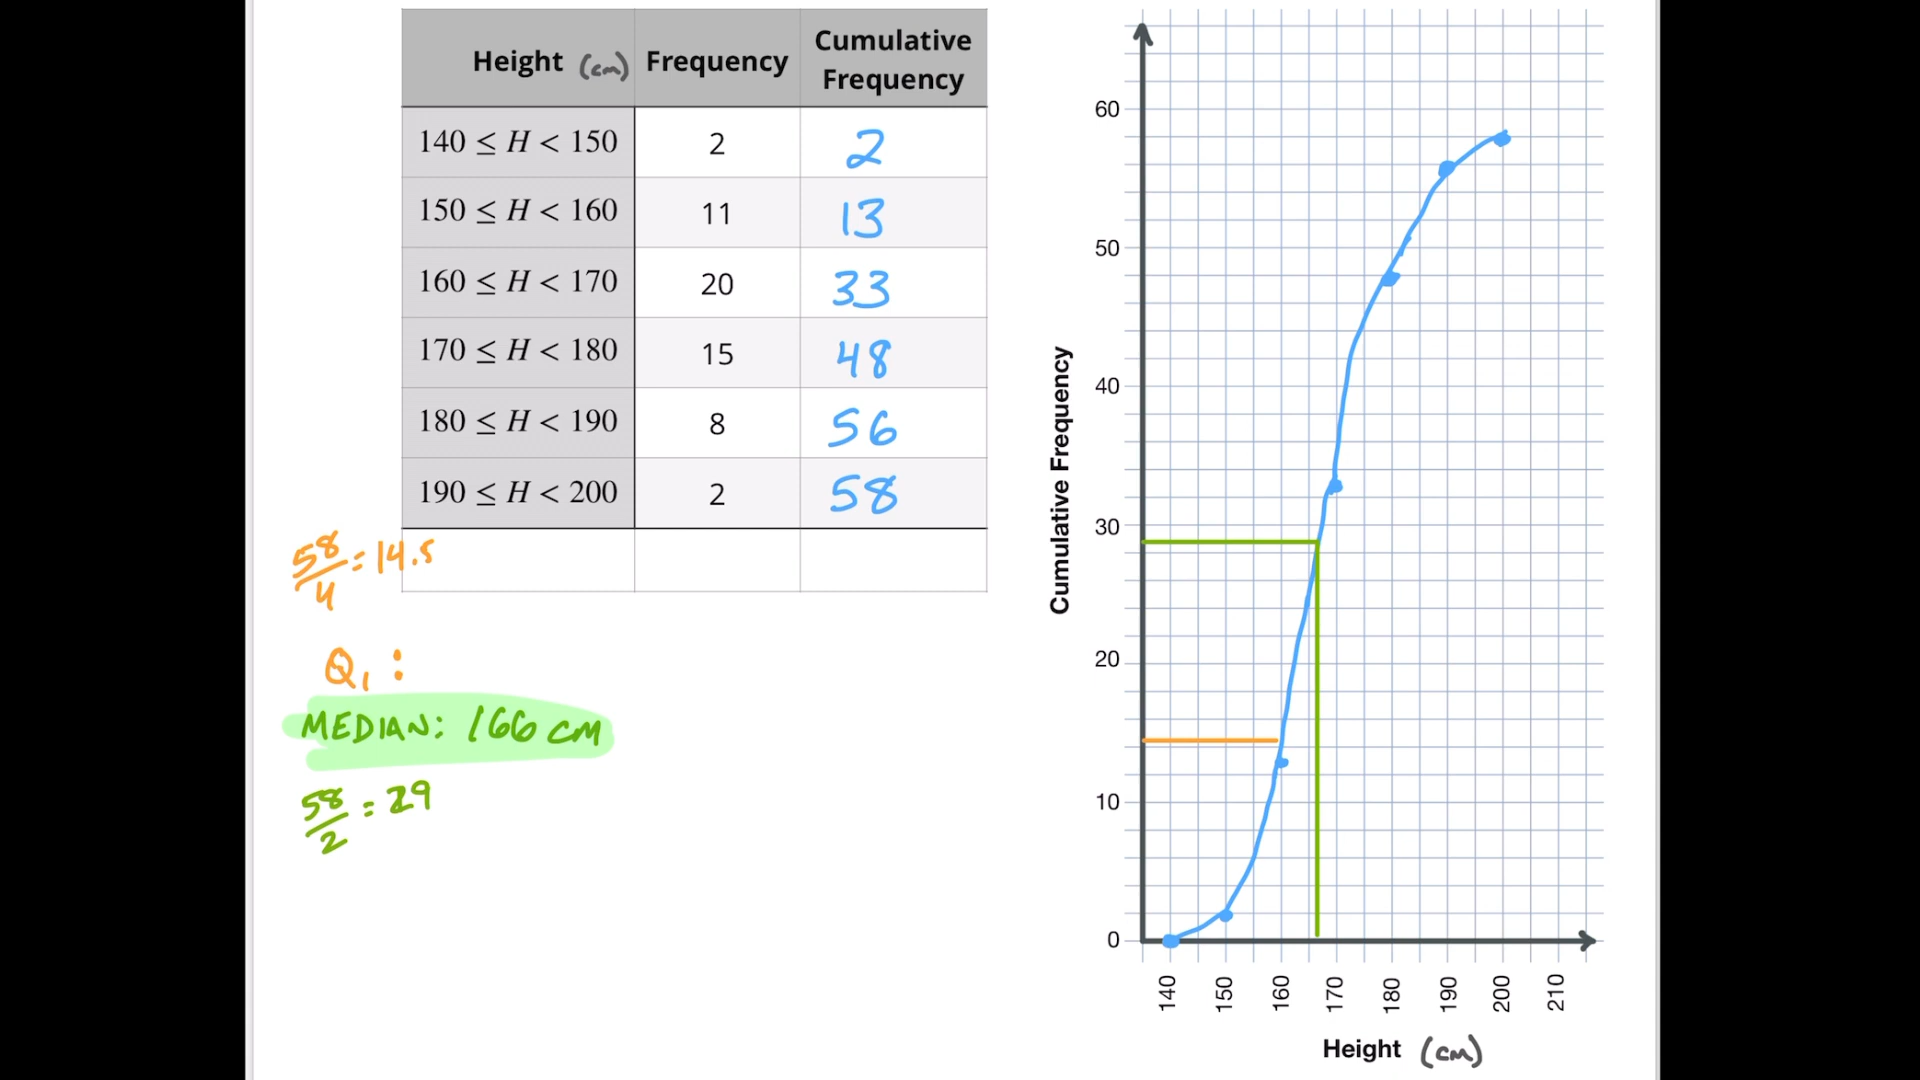 Height (cm) Frequency Cumulative Frequency
140 ≤ H < 150 2 2
150 ≤ H < 160 11 13
160 ≤ H < 170 20 33
170 ≤ H < 180 15 48
180 ≤ H < 190 8 56
190 ≤ H < 200 2 58
58/4 = 14.5
Q₁ :
MEDIAN: 166 CM
58/2 = 29
Cumulative Frequency
60
50
40
30
20
10
0
140 150 160 170 180 190 200 210
Height (cm)